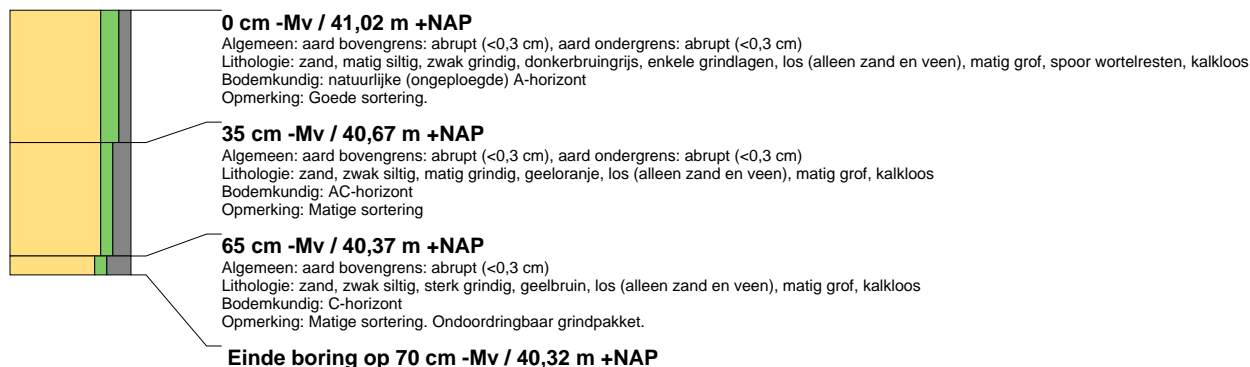 0 cm -Mv / 41,02 m +NAP
Algemeen: aard bovengrens: abrupt (<0,3 cm), aard ondergrens: abrupt (<0,3 cm)
Lithologie: zand, matig siltig, zwak grindig, donkerbruingrijs, enkele grindlagen, los (alleen zand en veen), matig grof, spoor wortelresten, kalkloos
Bodemkundig: natuurlijke (ongeploegde) A-horizont
Opmerking: Goede sortering.
35 cm -Mv / 40,67 m +NAP
Algemeen: aard bovengrens: abrupt (<0,3 cm), aard ondergrens: abrupt (<0,3 cm)
Lithologie: zand, zwak siltig, matig grindig, geeloranje, los (alleen zand en veen), matig grof, kalkloos
Bodemkundig: AC-horizont
Opmerking: Matige sortering
65 cm -Mv / 40,37 m +NAP
Algemeen: aard bovengrens: abrupt (<0,3 cm)
Lithologie: zand, zwak siltig, sterk grindig, geelbruin, los (alleen zand en veen), matig grof, kalkloos
Bodemkundig: C-horizont
Opmerking: Matige sortering. Ondoordringbaar grindpakket.
Einde boring op 70 cm -Mv / 40,32 m +NAP